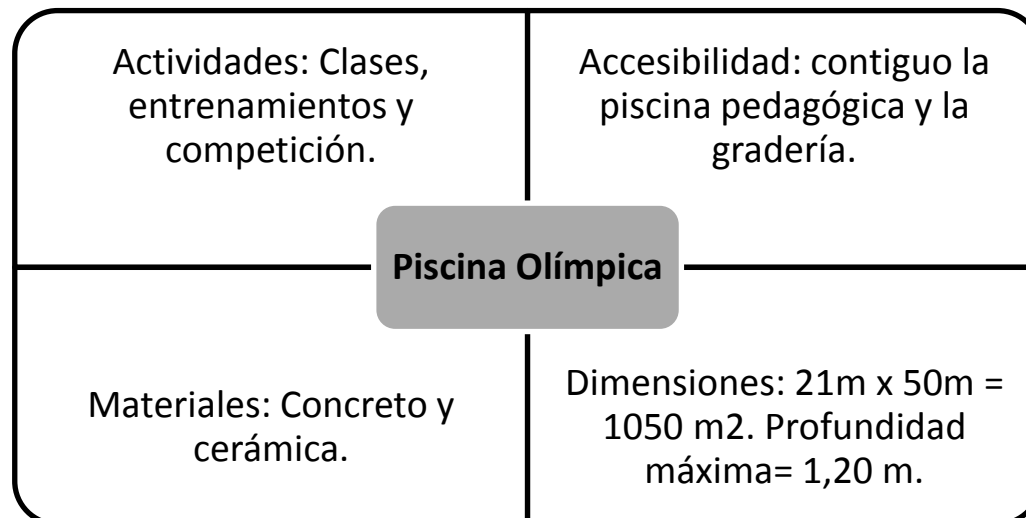 Actividades: Clases,
entrenamientos y
competición.
Accesibilidad: contiguo la
piscina pedagógica y la
gradería.
Piscina Olímpica
Materiales: Concreto y
cerámica.
Dimensiones: 21m x 50m =
1050 m2. Profundidad
máxima= 1,20 m.